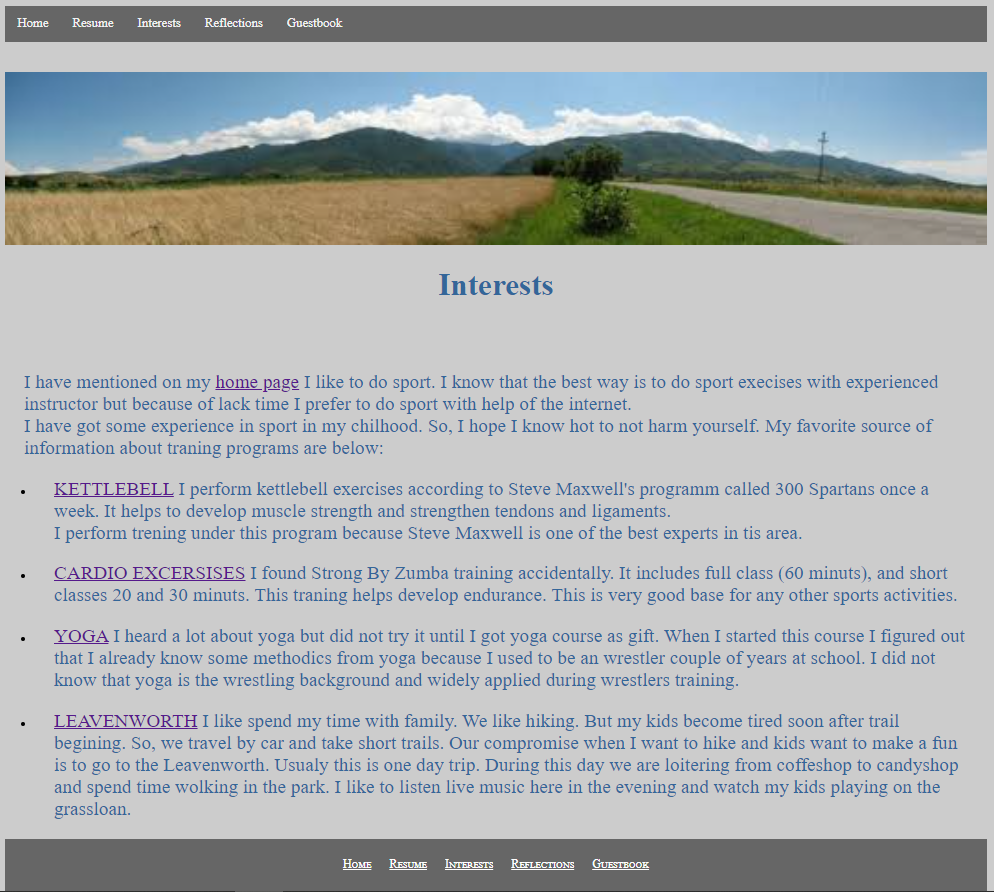 Home Resume Interests Reflections Guestbook
Interests
I have mentioned on my home page I like to do sport. I know that the best way is to do sport execises with experienced
instructor but because of lack time I prefer to do sport with help of the internet.
I have got some experience in sport in my chilhood. So, I hope I know hot to not harm yourself. My favorite source of
information about traning programs are below:
KETTLEBELL I perform kettlebell exercises according to Steve Maxwell's programm called 300 Spartans once a
week. It helps to develop muscle strength and strengthen tendons and ligaments.
I perform trening under this program because Steve Maxwell is one of the best experts in tis area.
CARDIO EXCERSISES I found Strong By Zumba training accidentally. It includes full class (60 minuts), and short
classes 20 and 30 minuts. This traning helps develop endurance. This is very good base for any other sports activities.
YOGA I heard a lot about yoga but did not try it until I got yoga course as gift. When I started this course I figured out
that I already know some methodics from yoga because I used to be an wrestler couple of years at school. I did not
know that yoga is the wrestling background and widely applied during wrestlers training.
LEAVENWORTH I like spend my time with family. We like hiking. But my kids become tired soon after trail
begining. So, we travel by car and take short trails. Our compromise when I want to hike and kids want to make a fun
is to go to the Leavenworth. Usualy this is one day trip. During this day we are loitering from coffeshop to candyshop
and spend time wolking in the park. I like to listen live music here in the evening and watch my kids playing on the
grassloan.
Home Resume Interests Reflections Guestbook